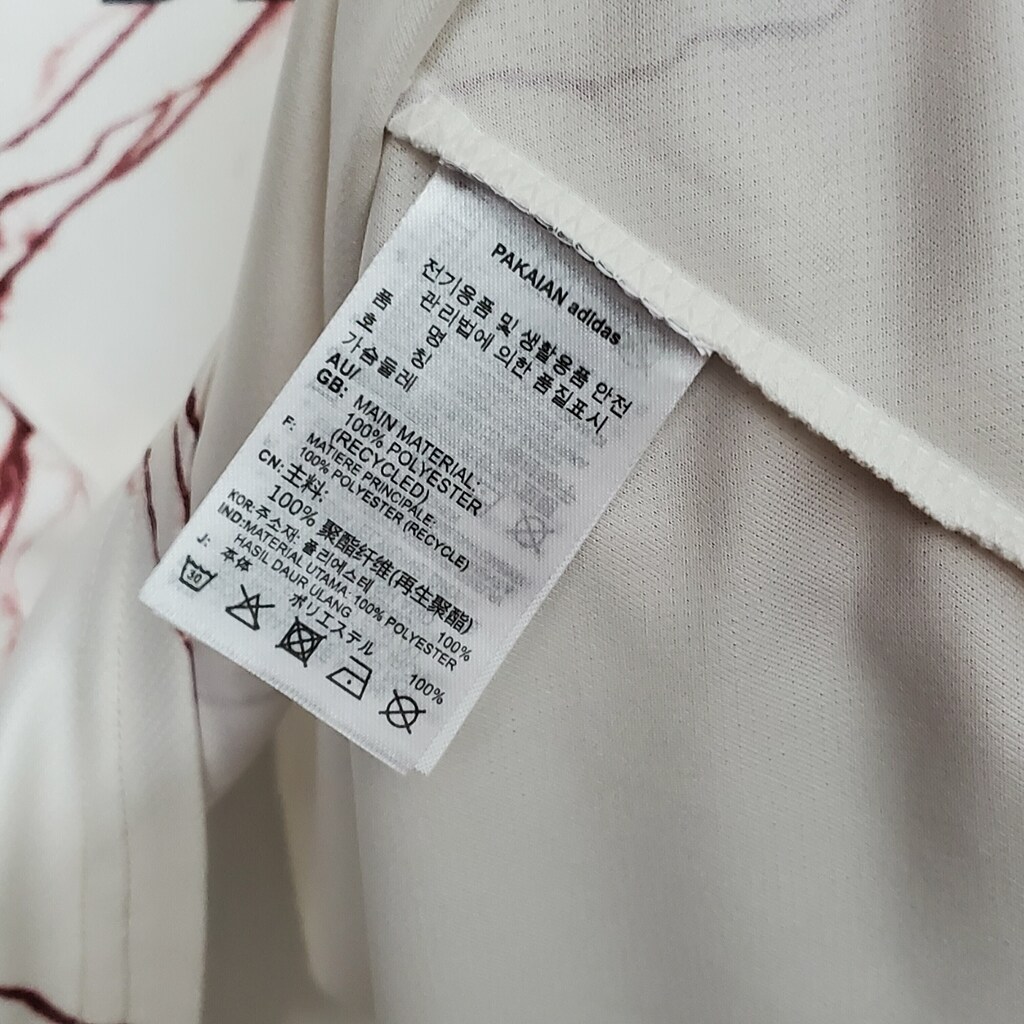 PAKAIAN adidas
전기용품 및 생활용품 안전
관리법에 의한 품질표시
품 명
호 칭
가슴둘레
AU/
GB: MAIN MATERIAL:
100% POLYESTER
(RECYCLED)
F: MATIERE PRINCIPALE:
100% POLYESTER (RECYCLE)
CN: 主料:
100% 聚酯纤维(再生聚酯)
KOR: 주소재: 폴리에스테 100%
IND: MATERIAL UTAMA: 100% POLYESTER
HASIL DAUR ULANG
J: 本体 ポリエステル 100%
30